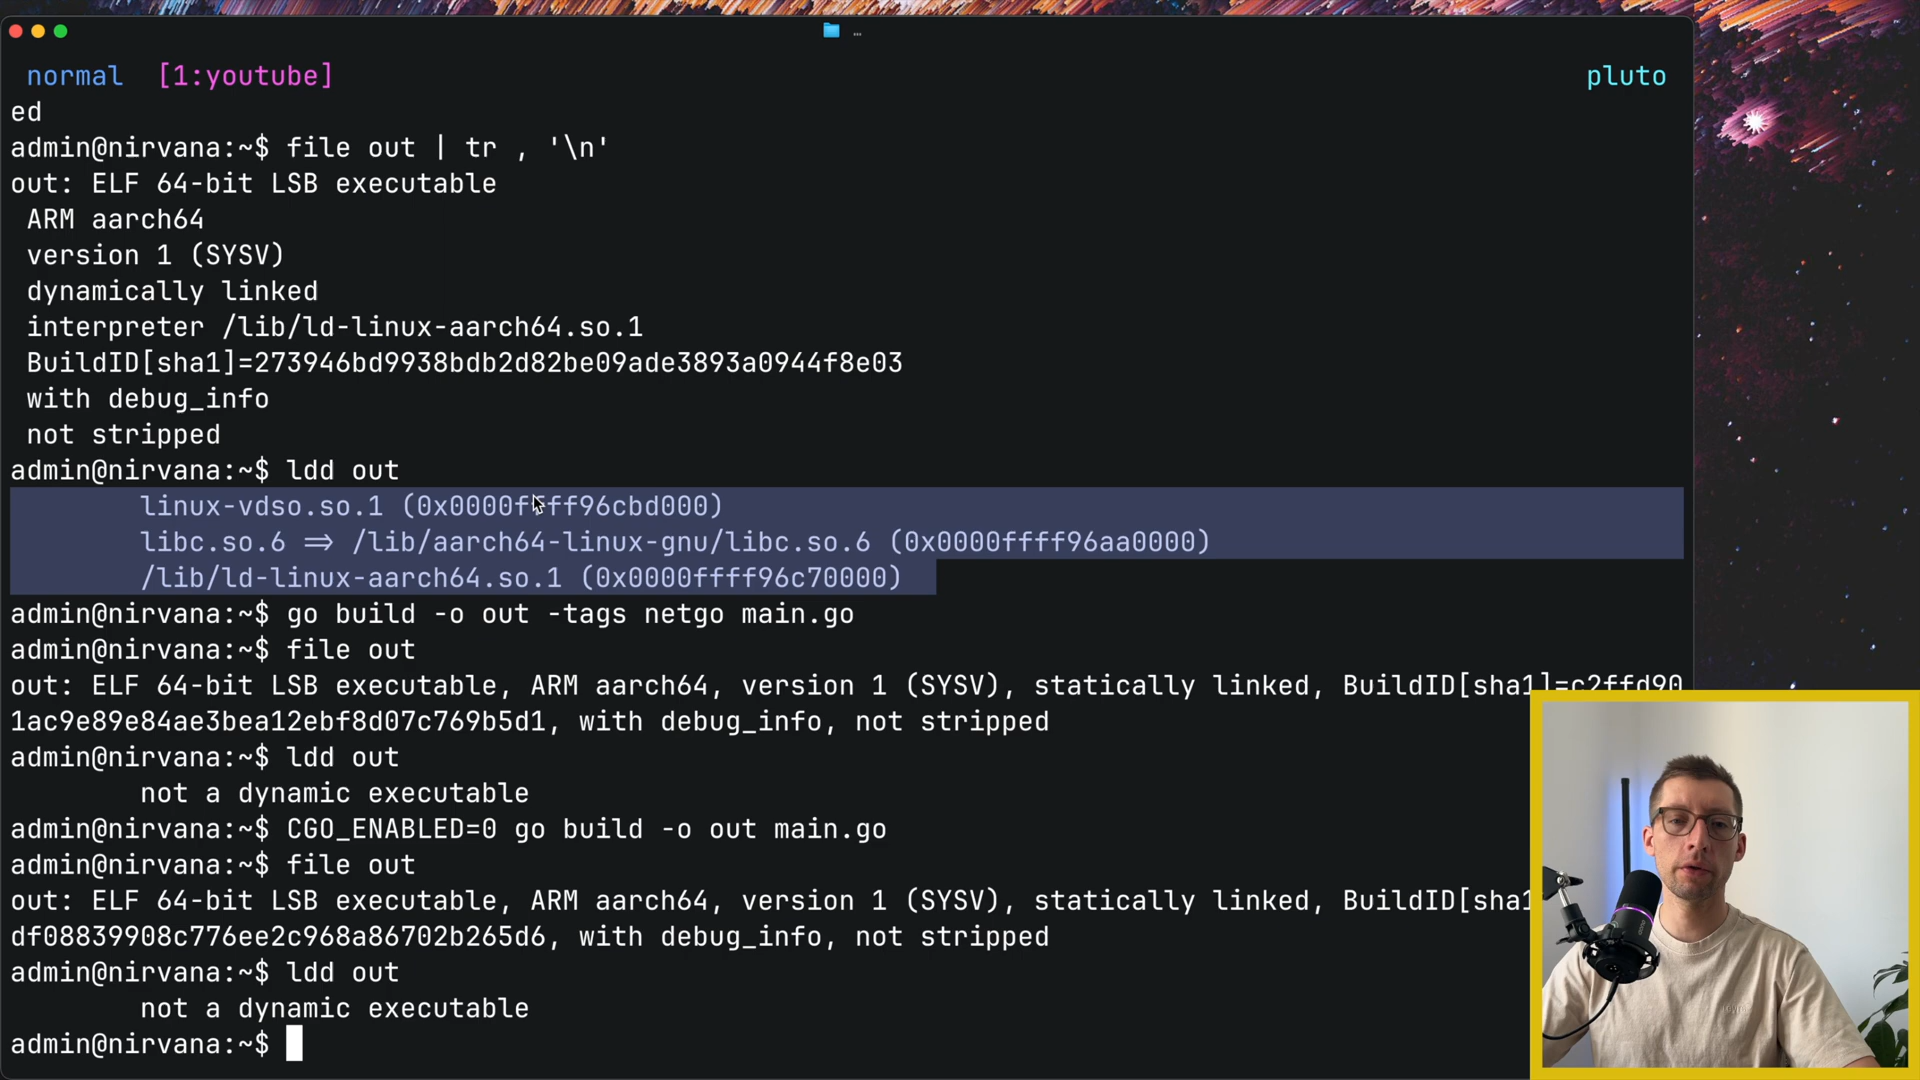 …
normal [1:youtube] pluto
ed
admin@nirvana:~$ file out | tr , '\n'
out: ELF 64-bit LSB executable
ARM aarch64
version 1 (SYSV)
dynamically linked
interpreter /lib/ld-linux-aarch64.so.1
BuildID[sha1]=273946bd9938bdb2d82be09ade3893a0944f8e03
with debug_info
not stripped
admin@nirvana:~$ ldd out
linux-vdso.so.1 (0x0000ffff96cbd000)
libc.so.6 => /lib/aarch64-linux-gnu/libc.so.6 (0x0000ffff96aa0000)
/lib/ld-linux-aarch64.so.1 (0x0000ffff96c70000)
admin@nirvana:~$ go build -o out -tags netgo main.go
admin@nirvana:~$ file out
out: ELF 64-bit LSB executable, ARM aarch64, version 1 (SYSV), statically linked, BuildID[sha1]=c2ffd90
1ac9e89e84ae3bea12ebf8d07c769b5d1, with debug_info, not stripped
admin@nirvana:~$ ldd out
not a dynamic executable
admin@nirvana:~$ CGO_ENABLED=0 go build -o out main.go
admin@nirvana:~$ file out
out: ELF 64-bit LSB executable, ARM aarch64, version 1 (SYSV), statically linked, BuildID[sha1
df08839908c776ee2c968a86702b265d6, with debug_info, not stripped
admin@nirvana:~$ ldd out
not a dynamic executable
admin@nirvana:~$